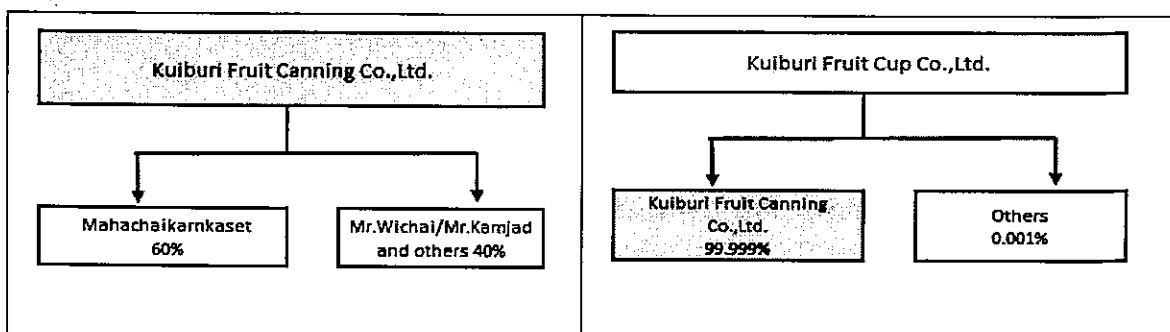 Kuiburi Fruit Canning Co.,Ltd.
Mahachaikarnkaset
60%
Mr.Wichai/Mr.Kamjad
and others 40%
Kuiburi Fruit Cup Co.,Ltd.
Kuiburi Fruit Canning
Co.,Ltd.
99.999%
Others
0.001%